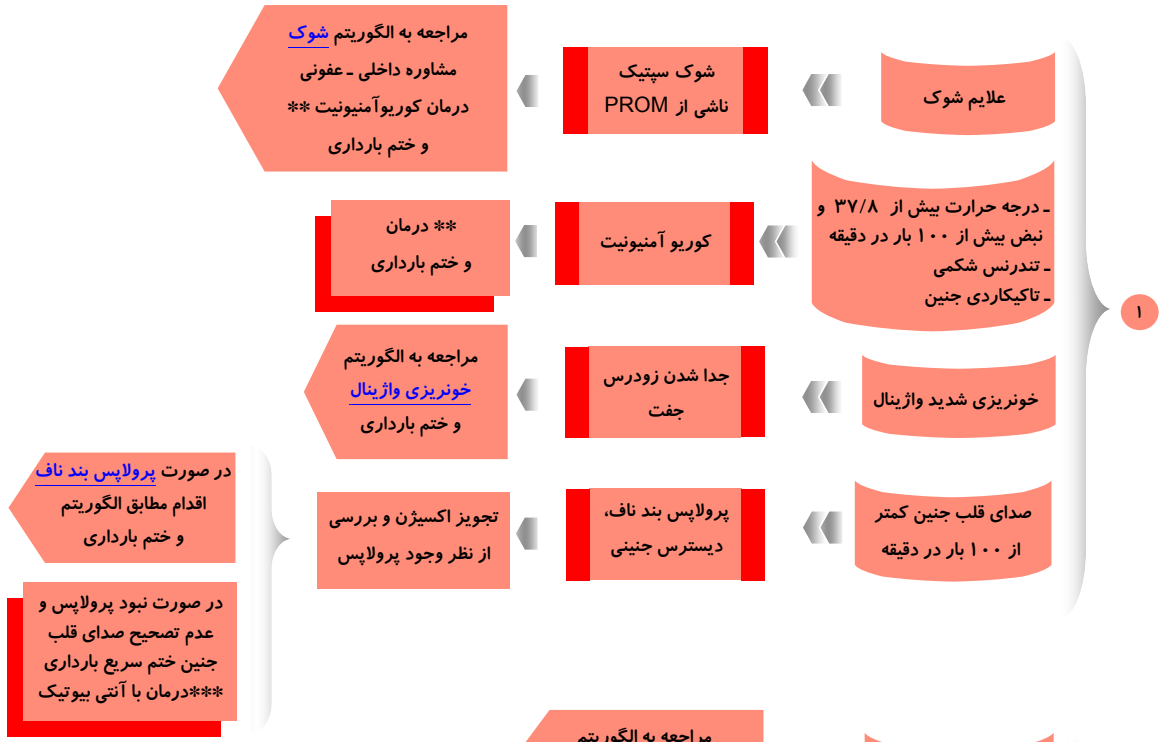 ۱
علایم شوک
شوک سپتیک
ناشی از PROM
مراجعه به الگوریتم شوک
مشاوره داخلی ـ عفونی
درمان کوریوآمنیونیت **
و ختم بارداری
ـ درجه حرارت بیش از ۳۷/۸ و
نبض بیش از ۱۰۰ بار در دقیقه
ـ تندرنس شکمی
ـ تاکیکاردی جنین
کوریو آمنیونیت
** درمان
و ختم بارداری
خونریزی شدید واژینال
جدا شدن زودرس
جفت
مراجعه به الگوریتم
خونریزی واژینال
و ختم بارداری
صدای قلب جنین کمتر
از ۱۰۰ بار در دقیقه
پرولاپس بند ناف،
دیسترس جنینی
تجویز اکسیژن و بررسی
از نظر وجود پرولاپس
در صورت پرولاپس بند ناف
اقدام مطابق الگوریتم
و ختم بارداری
در صورت نبود پرولاپس و
عدم تصحیح صدای قلب
جنین ختم سریع بارداری
***درمان با آنتی بیوتیک
مراجعه به الگوریتم